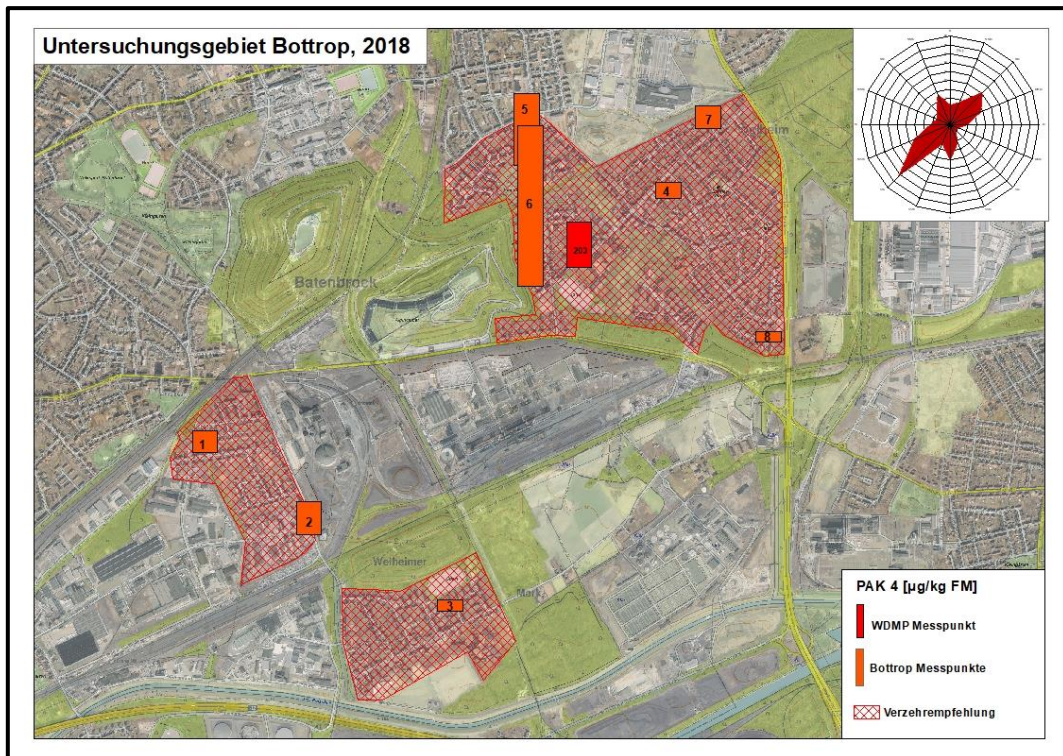 Untersuchungsgebiet Bottrop, 2018
5
7
6
4
203
Batenbrock
8
1
2
Welheimer
Mark
3
PAK 4 [µg/kg FM]
WDMP Messpunkt
Bottrop Messpunkte
Verzehrempfehlung